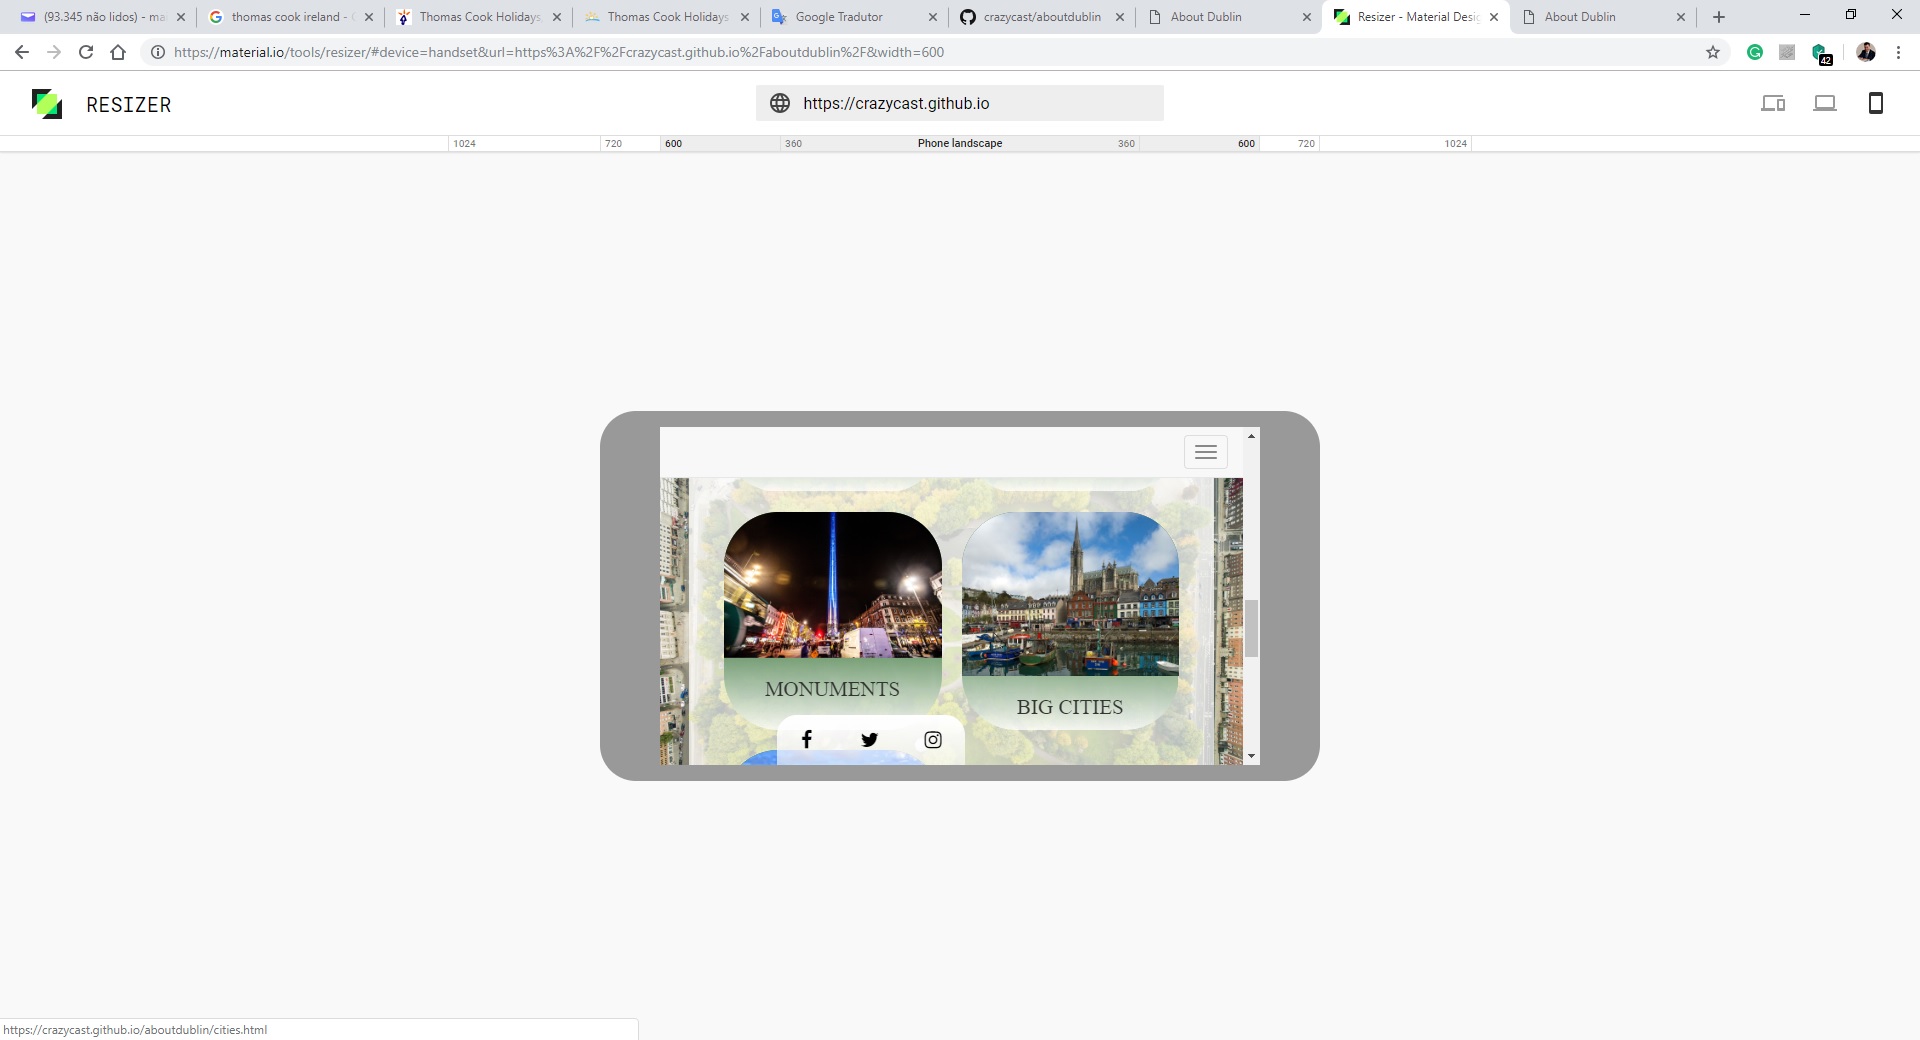 (93.345 não lidos) - ma
thomas cook ireland -
Thomas Cook Holidays
Thomas Cook Holidays
Google Tradutor
crazycast/aboutdublin
About Dublin
Resizer - Material Desi
About Dublin
https://material.io/tools/resizer/#device=handset&url=https%3A%2F%2Fcrazycast.github.io%2Faboutdublin%2F&width=600
42
RESIZER
https://crazycast.github.io
1024 720 600 360 Phone landscape 360 600 720 1024
MONUMENTS
BIG CITIES
https://crazycast.github.io/aboutdublin/cities.html